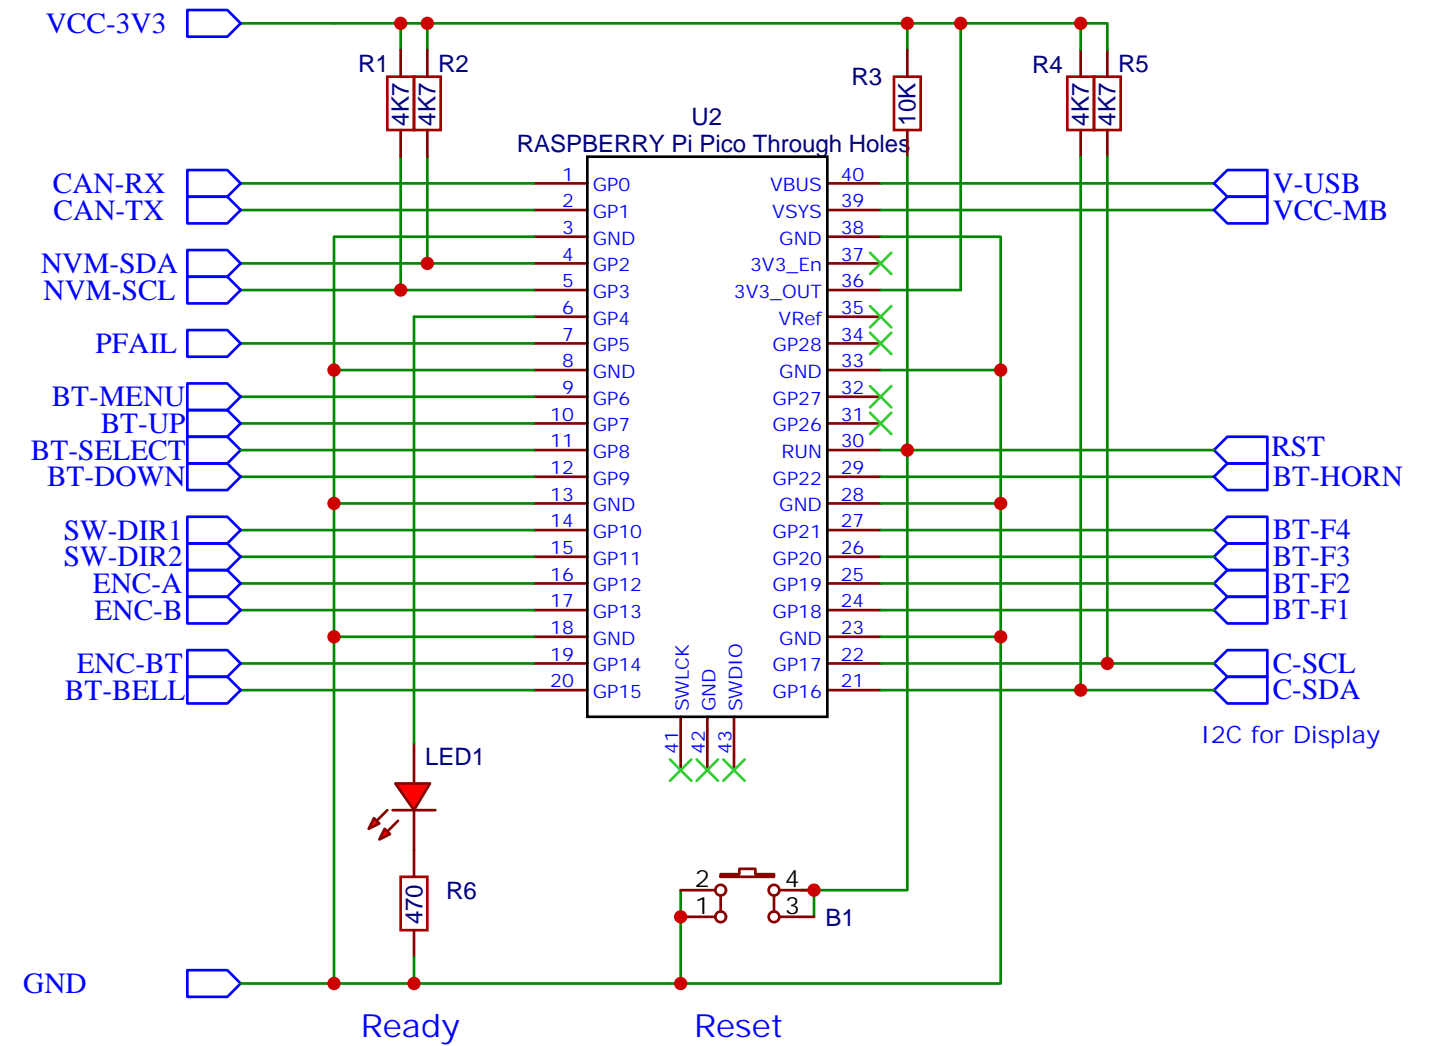 VCC-3V3
R1 R2 R3 R4 R5
4K7 4K7 10K 4K7 4K7
U2
RASPBERRY Pi Pico Through Holes
CAN-RX 1 GP0 VBUS 40 V-USB
CAN-TX 2 GP1 VSYS 39 VCC-MB
3 GND GND 38
NVM-SDA 4 GP2 3V3_En 37
NVM-SCL 5 GP3 3V3_OUT 36
6 GP4 VRef 35
PFAIL 7 GP5 GP28 34
8 GND GND 33
BT-MENU 9 GP6 GP27 32
BT-UP 10 GP7 GP26 31
BT-SELECT 11 GP8 RUN 30 RST
BT-DOWN 12 GP9 GP22 29 BT-HORN
13 GND GND 28
SW-DIR1 14 GP10 GP21 27 BT-F4
SW-DIR2 15 GP11 GP20 26 BT-F3
ENC-A 16 GP12 GP19 25 BT-F2
ENC-B 17 GP13 GP18 24 BT-F1
18 GND GND 23
ENC-BT 19 GP14 GP17 22 C-SCL
BT-BELL 20 GP15 GP16 21 C-SDA
SWLCK GND SWDIO
41 42 43
I2C for Display
LED1
2 4
1 3
B1
470 R6
GND
Ready Reset